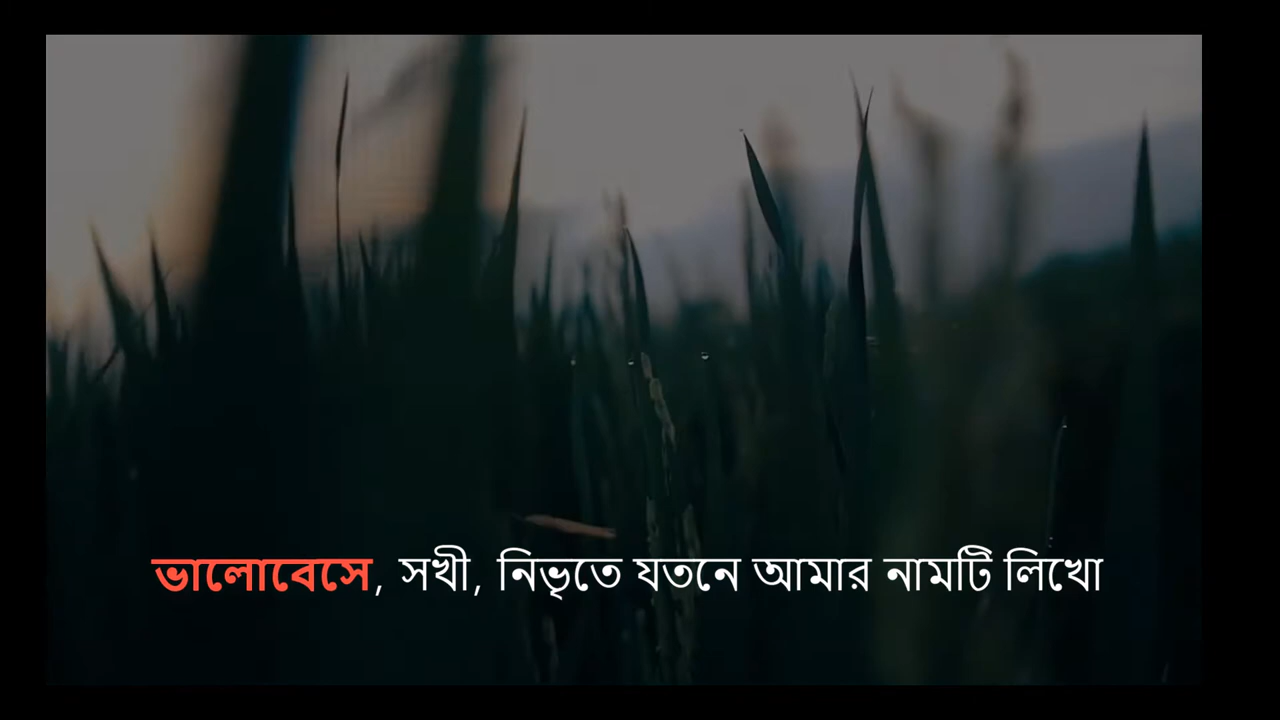 ভালোবেসে, সখী, নিভৃতে যতনে আমার নামটি লিখো